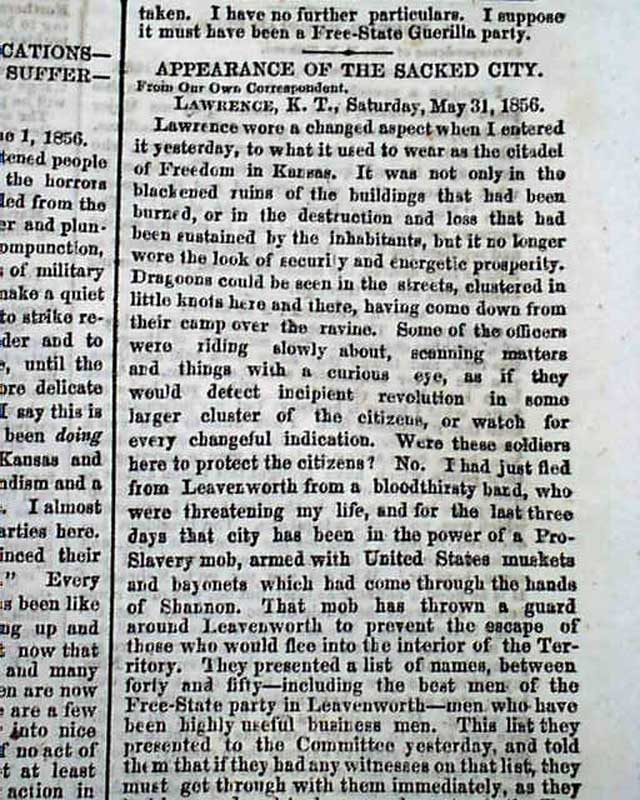 CATIONS—
SUFFER—
1, 1856.
tened people
the horrors
led from the
er and plun-
ompunction,
of military
make a quiet
to strike re-
der and to
until the
ore delicate
I say this is
been doing
Kansas and
adism and a
I almost
arties here.
inced their
." Every
s been like
ng up and
t now that
and many
en are now
are a few
into nice
f no act of
t at least
action in
taken. I have no further particulars. I suppose
it must have been a Free-State Guerilla party.
APPEARANCE OF THE SACKED CITY.
From Our Own Correspondent.
LAWRENCE, K. T., Saturday, May 31, 1856.
Lawrence wore a changed aspect when I entered
it yesterday, to what it used to wear as the citadel
of Freedom in Kansas. It was not only in the
blackened ruins of the buildings that had been
burned, or in the destruction and loss that had
been sustained by the inhabitants, but it no longer
wore the look of security and energetic prosperity.
Dragoons could be seen in the streets, clustered in
little knots here and there, having come down from
their camp over the ravine. Some of the officers
were riding slowly about, scanning matters
and things with a curious eye, as if they
would detect incipient revolution in some
larger cluster of the citizens, or watch for
every changeful indication. Were these soldiers
here to protect the citizens? No. I had just fled
from Leavenworth from a bloodthirsty band, who
were threatening my life, and for the last three
days that city has been in the power of a Pro-
Slavery mob, armed with United States muskets
and bayonets which had come through the hands
of Shannon. That mob has thrown a guard
around Leavenworth to prevent the escape of
those who would flee into the interior of the Ter-
ritory. They presented a list of names, between
forty and fifty—including the best men of the
Free-State party in Leavenworth—men who have
been highly useful business men. This list they
presented to the Committee yesterday, and told
them that if they had any witnesses on that list, they
must get through with them immediately, as they